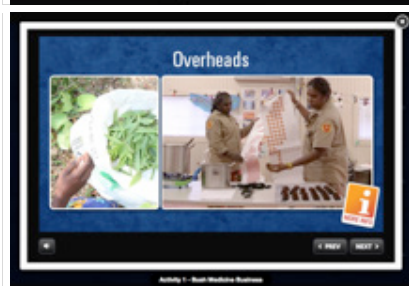 Overheads
i
MORE INFO
< PREV NEXT >
Activity 1 - Bush Medicine Business